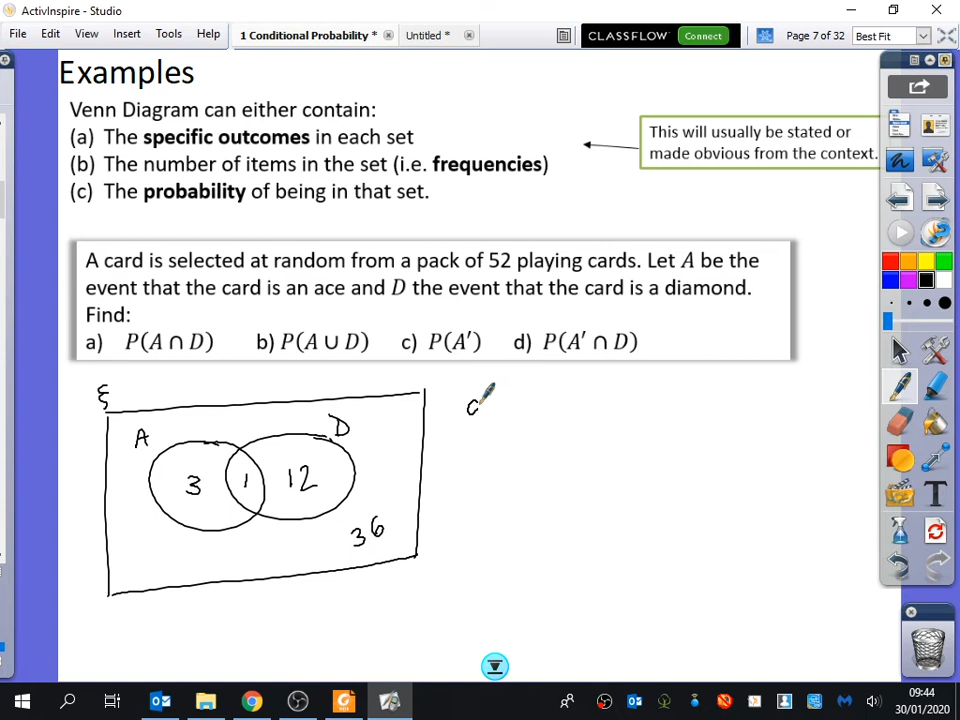 ActivInspire - Studio
File Edit View Insert Tools Help
1 Conditional Probability *
Untitled *
CLASSFLOW
Connect
Page 7 of 32
Best Fit
Examples
Venn Diagram can either contain:
(a) The specific outcomes in each set
(b) The number of items in the set (i.e. frequencies)
(c) The probability of being in that set.
This will usually be stated or
made obvious from the context.
A card is selected at random from a pack of 52 playing cards. Let A be the
event that the card is an ace and D the event that the card is a diamond.
Find:
a) P(A ∩ D) b) P(A ∪ D) c) P(A′) d) P(A′ ∩ D)
ξ
A
D
3 1 12
36
T
09:44
30/01/2020